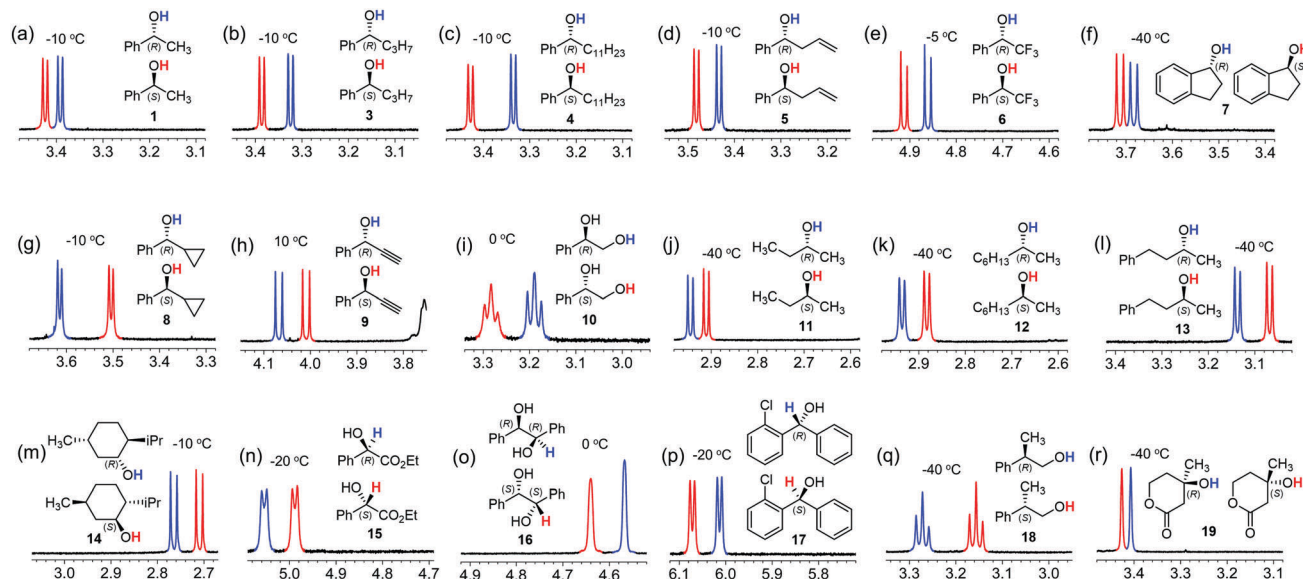 (a) -10 °C
OH
Ph (R) CH₃
OH
Ph (S) CH₃
1
3.4 3.3 3.2 3.1
(b) -10 °C
OH
Ph (R) C₃H₇
OH
Ph (S) C₃H₇
3
3.4 3.3 3.2 3.1
(c) -10 °C
OH
Ph (R) C₁₁H₂₃
OH
Ph (S) C₁₁H₂₃
4
3.4 3.3 3.2 3.1
(d) -10 °C
OH
Ph (R)
OH
Ph (S)
5
3.5 3.4 3.3 3.2
(e) -5 °C
OH
Ph (S) CF₃
OH
Ph (R) CF₃
6
4.9 4.8 4.7 4.6
(f) -40 °C
OH OH
(R) (S)
7
3.7 3.6 3.5 3.4
(g) -10 °C
OH
Ph (R)
OH
Ph (S)
8
3.6 3.5 3.4 3.3
(h) 10 °C
OH
Ph (R)
OH
Ph (S)
9
4.1 4.0 3.9 3.8
(i) 0 °C
OH
Ph (R) OH
OH
Ph (S) OH
10
3.3 3.2 3.1 3.0
(j) -40 °C
OH
H₃C (R) CH₃
OH
H₃C (S) CH₃
11
2.9 2.8 2.7 2.6
(k) -40 °C
OH
C₆H₁₃ (R) CH₃
OH
C₆H₁₃ (S) CH₃
12
2.9 2.8 2.7 2.6
(l) -40 °C
OH
Ph (R) CH₃
OH
Ph (S) CH₃
13
3.3 3.2 3.1
(m) -10 °C
H₃C iPr
(R) OH
H₃C iPr
(S) OH
14
3.0 2.9 2.8 2.7
(n) -20 °C
HO H
Ph (R) CO₂Et
HO H
Ph (S) CO₂Et
15
5.0 4.9 4.8 4.7
(o) 0 °C
OH
(R) Ph
Ph (R)
HO H
OH
(S) Ph
Ph (S)
HO H
16
4.7 4.6 4.5 4.4
(p) -20 °C
Cl H OH
(R)
Cl H OH
(S)
17
6.1 6.0 5.9 5.8
(q) -40 °C
CH₃
Ph (R) OH
CH₃
Ph (S) OH
18
3.3 3.2 3.1 3.0
(r) -40 °C
CH₃ CH₃
OH OH
(R) (S)
O O
O O
19
3.4 3.3 3.2 3.1